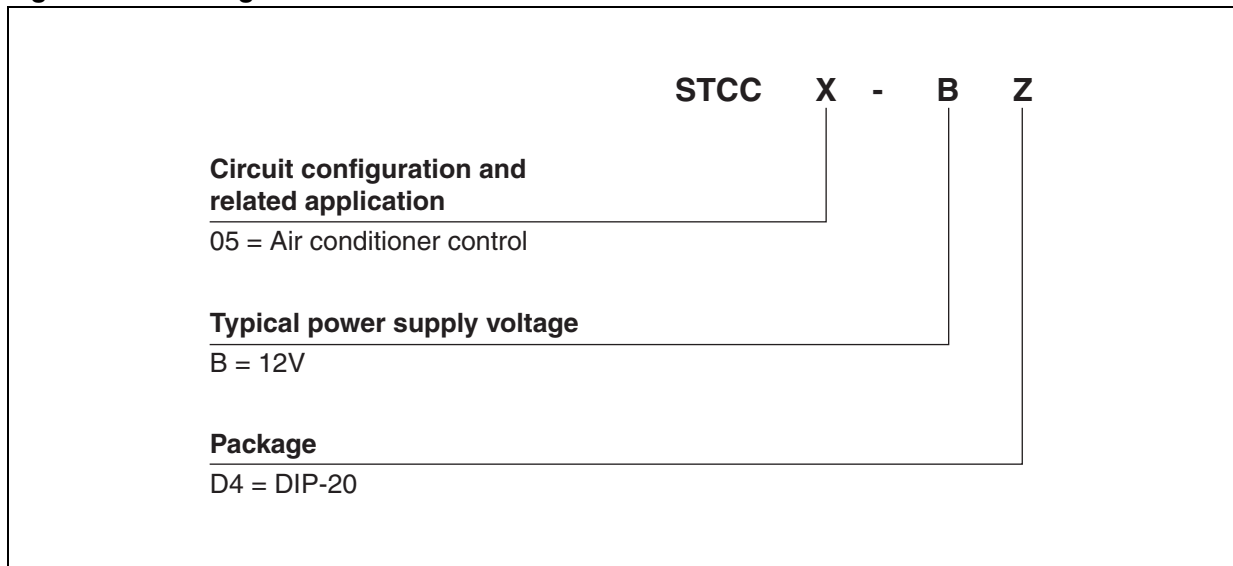 STCC X - B Z
Circuit configuration and
related application
05 = Air conditioner control
Typical power supply voltage
B = 12V
Package
D4 = DIP-20